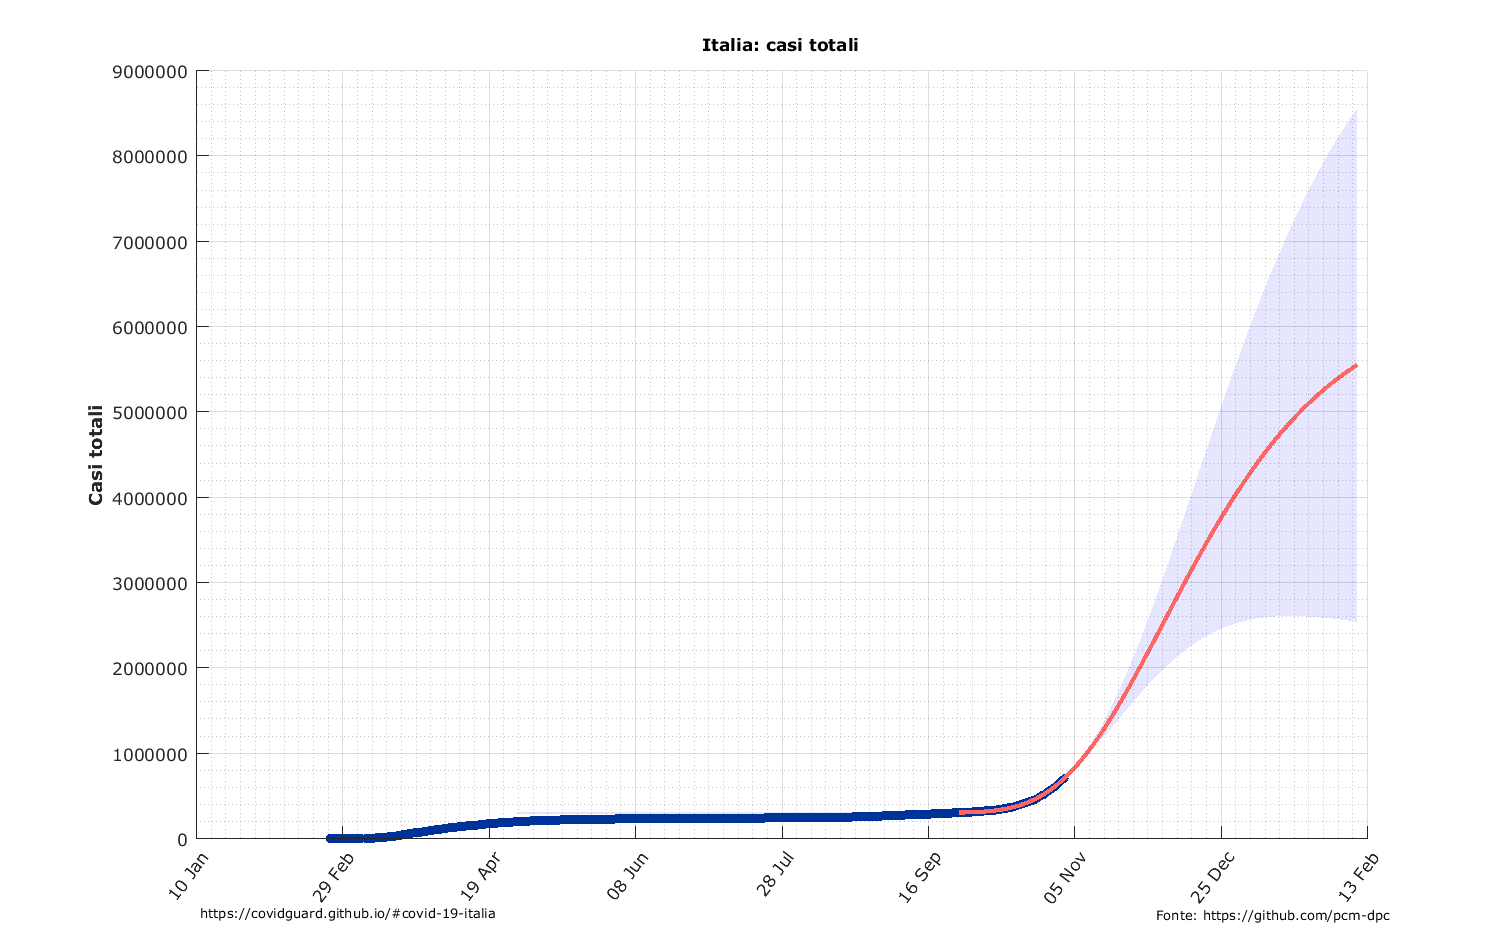 Italia: casi totali
9000000
8000000
7000000
6000000
5000000
4000000
3000000
2000000
1000000
0
Casi totali
10 Jan
29 Feb
19 Apr
08 Jun
28 Jul
16 Sep
05 Nov
25 Dec
13 Feb
https://covidguard.github.io/#covid-19-italia
Fonte: https://github.com/pcm-dpc